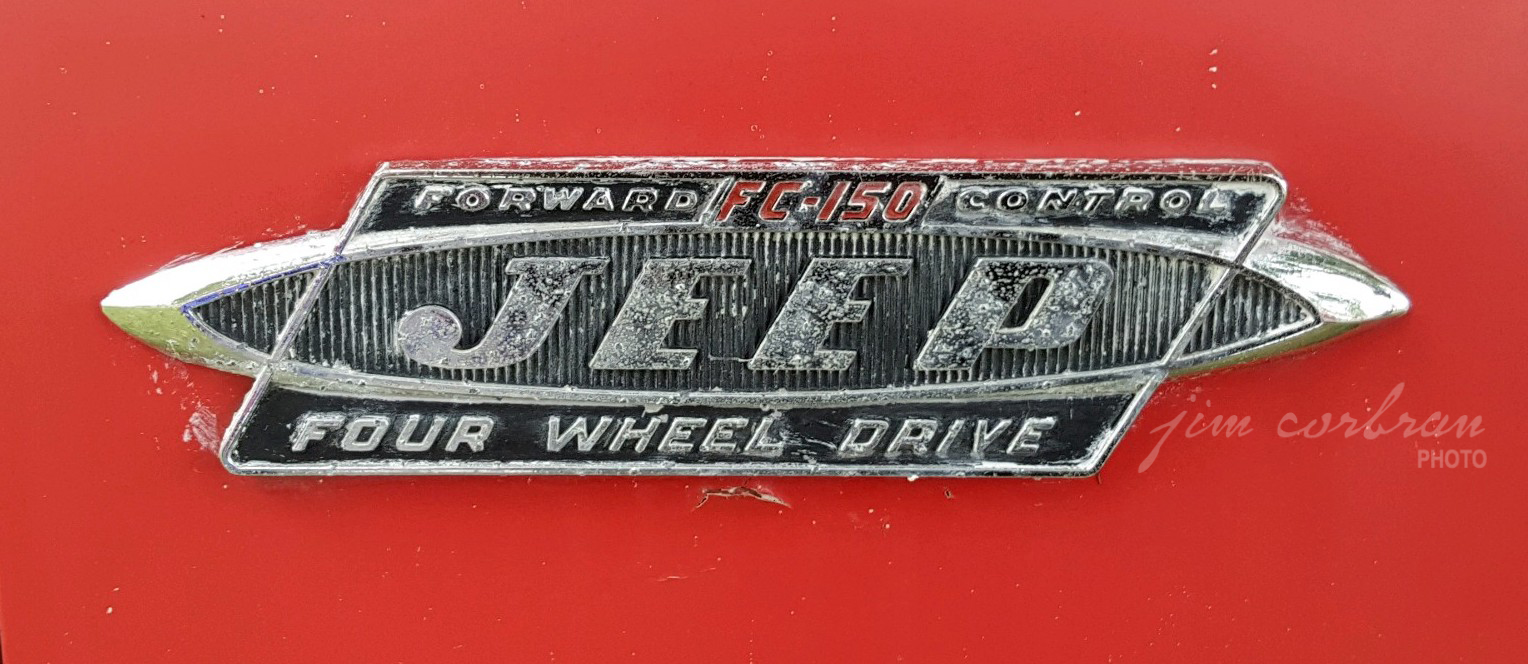 FORWARD FC-150 CONTROL
JEEP
FOUR WHEEL DRIVE
jim corbran
PHOTO